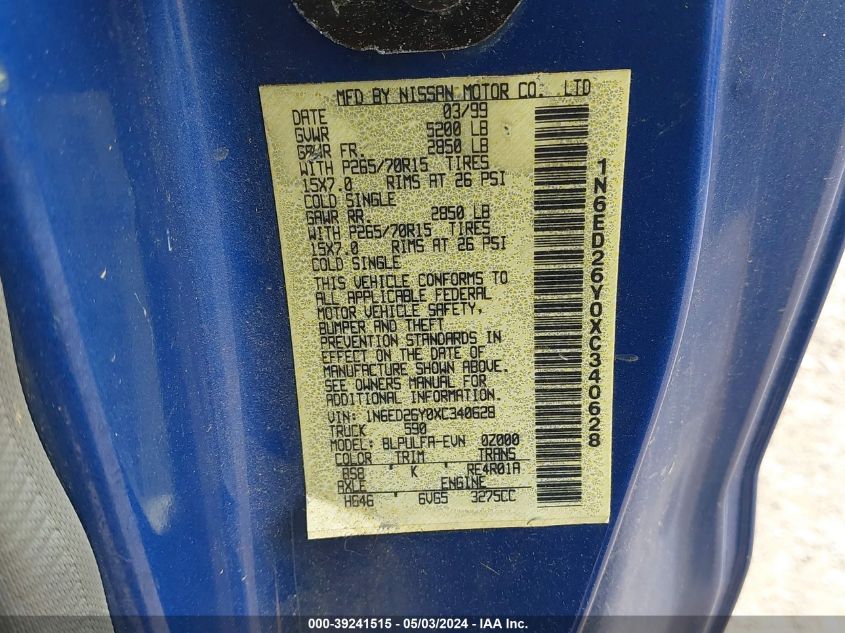 MFD BY NISSAN MOTOR CO., LTD
DATE 03/99
GVWR 5200 LB
GAWR FR. 2850 LB
WITH P265/70R15 TIRES
15X7.0 RIMS AT 26 PSI
COLD SINGLE
GAWR RR. 2850 LB
WITH P265/70R15 TIRES
15X7.0 RIMS AT 26 PSI
COLD SINGLE
THIS VEHICLE CONFORMS TO
ALL APPLICABLE FEDERAL
MOTOR VEHICLE SAFETY,
BUMPER AND THEFT
PREVENTION STANDARDS IN
EFFECT ON THE DATE OF
MANUFACTURE SHOWN ABOVE.
SEE OWNERS MANUAL FOR
ADDITIONAL INFORMATION.
VIN: 1N6ED26Y0XC340628
TRUCK 590
MODEL BLPULFA-EVN 0Z000
COLOR TRIM TRANS
B58 K RE4R01A
AXLE ENGINE
HG46 6VG5 3275CC
1N6ED26Y0XC340628
000-39241515 - 05/03/2024 - IAAI.COM